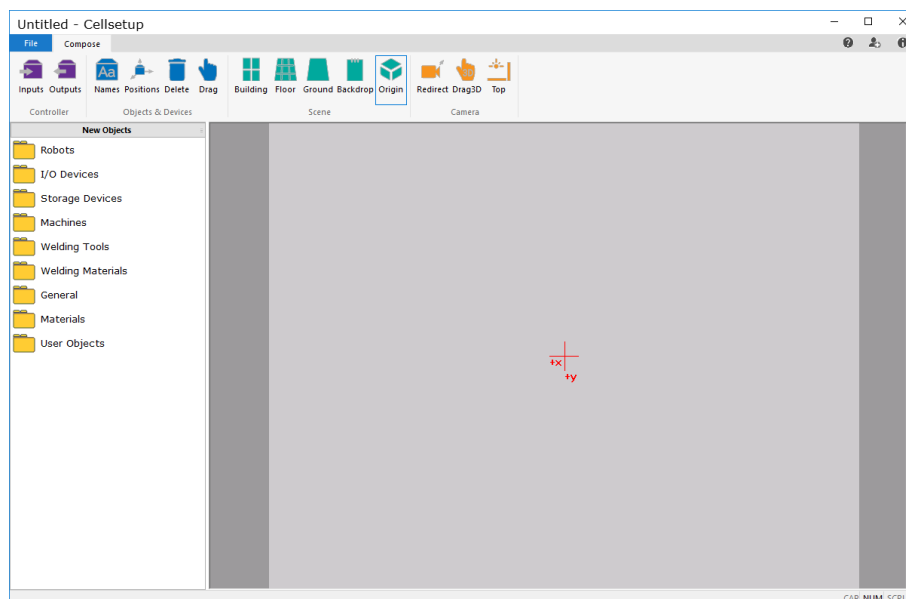 Untitled - Cellsetup
File Compose
Aa
Inputs Outputs Names Positions Delete Drag Building Floor Ground Backdrop Origin Redirect Drag3D Top
Controller Objects & Devices Scene Camera
New Objects
Robots
I/O Devices
Storage Devices
Machines
Welding Tools
Welding Materials
General
Materials
User Objects
+x
+y
CAP NUM SCRL